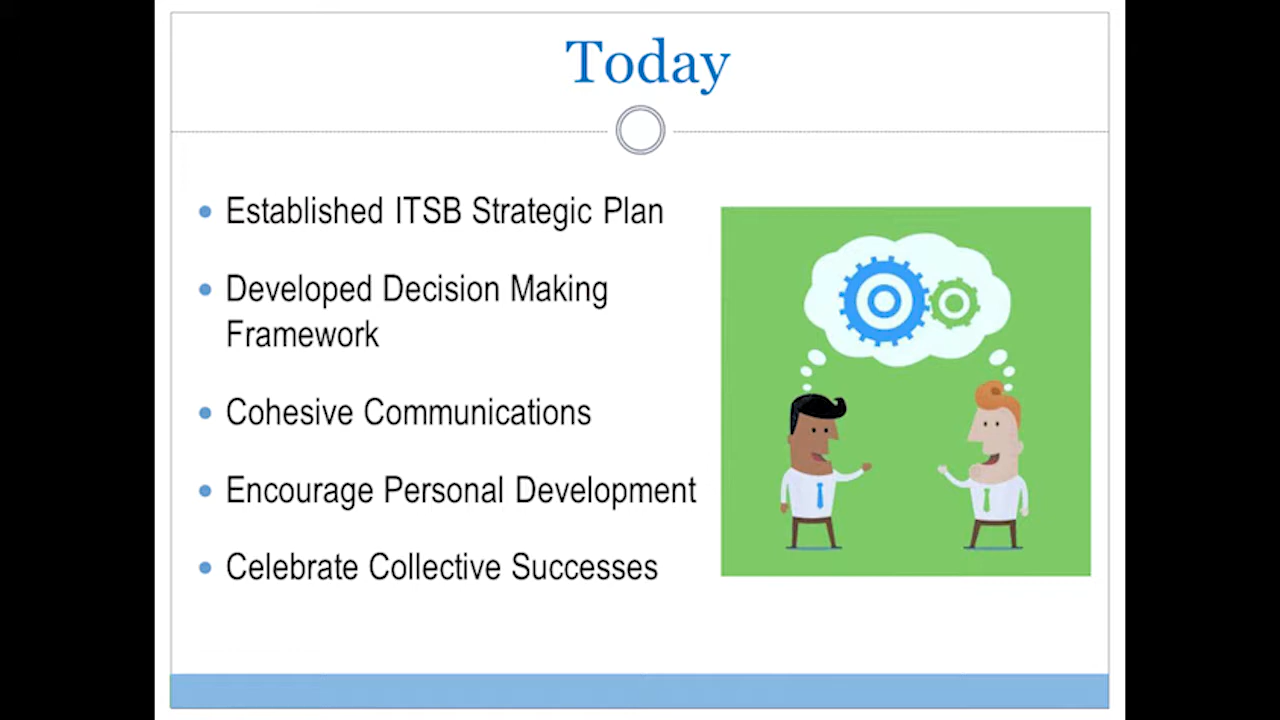 Today
Established ITSB Strategic Plan
Developed Decision Making
Framework
Cohesive Communications
Encourage Personal Development
Celebrate Collective Successes